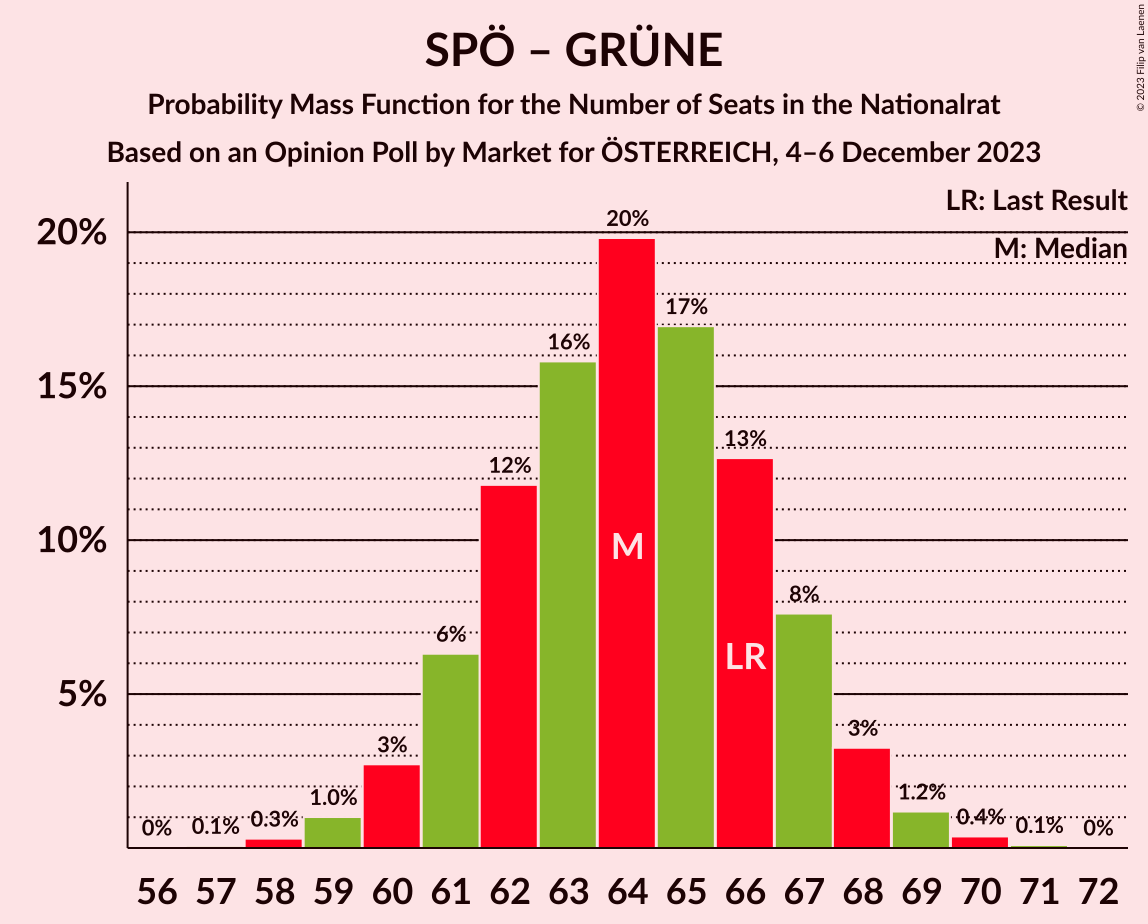 SPÖ – GRÜNE
Probability Mass Function for the Number of Seats in the Nationalrat
Based on an Opinion Poll by Market for ÖSTERREICH, 4–6 December 2023
© 2023 Filip van Laenen
LR: Last Result
M: Median
20%
15%
10%
5%
0%
0.1%
0.3%
1.0%
3%
6%
12%
16%
20%
17%
13%
8%
3%
1.2%
0.4%
0.1%
0%
M
LR
56 57 58 59 60 61 62 63 64 65 66 67 68 69 70 71 72